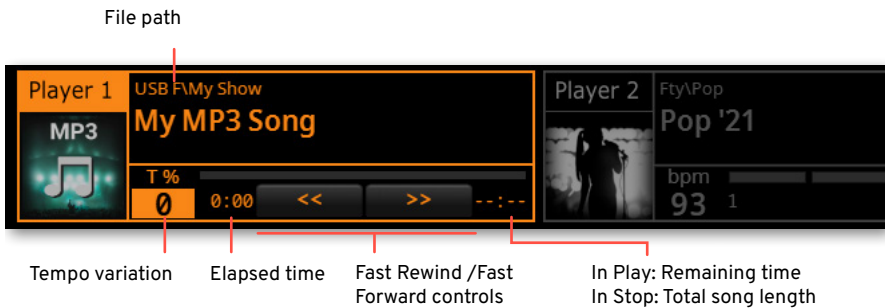 File path
Player 1
USB F\My Show
My MP3 Song
MP3
T %
0
0:00
<<
>>
--:--
Player 2
Fty\Pop
Pop '21
bpm
93
1
Tempo variation
Elapsed time
Fast Rewind /Fast
Forward controls
In Play: Remaining time
In Stop: Total song length